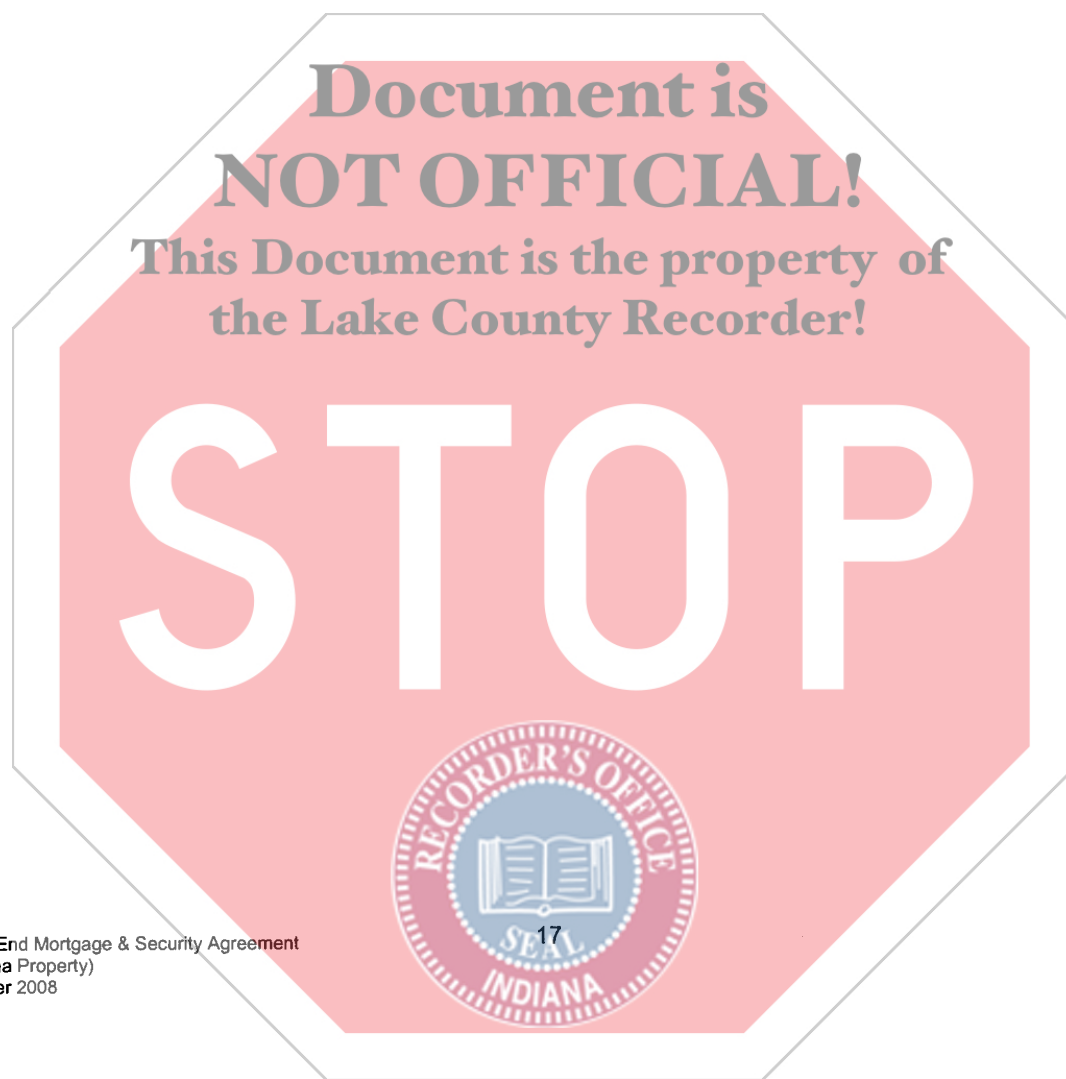 Document is
NOT OFFICIAL!
This Document is the property of
the Lake County Recorder!
STOP
RECORDER'S OFFICE
End Mortgage & Security Agreement
17
SEAL
Property)
2008
INDIANA